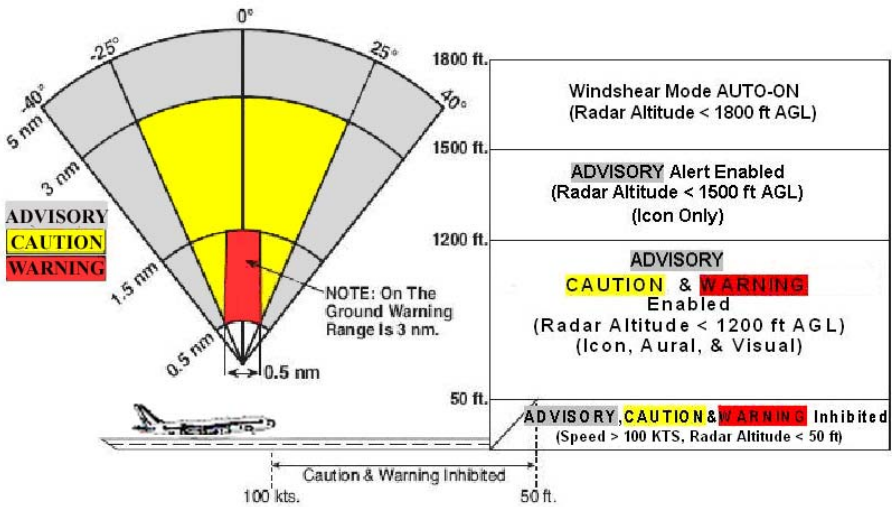 0°
-25°
25°
-40°
40°
5 nm
3 nm
1.5 nm
0.5 nm
ADVISORY
CAUTION
WARNING
NOTE: On The
Ground Warning
Range Is 3 nm.
0.5 nm
1800 ft.
Windshear Mode AUTO-ON
(Radar Altitude < 1800 ft AGL)
1500 ft.
ADVISORY Alert Enabled
(Radar Altitude < 1500 ft AGL)
(Icon Only)
1200 ft.
ADVISORY
CAUTION & WARNING
Enabled
(Radar Altitude < 1200 ft AGL)
(Icon, Aural, & Visual)
50 ft.
ADVISORY,CAUTION&WARNING Inhibited
(Speed > 100 KTS, Radar Altitude < 50 ft)
Caution & Warning Inhibited
100 kts.
50 ft.